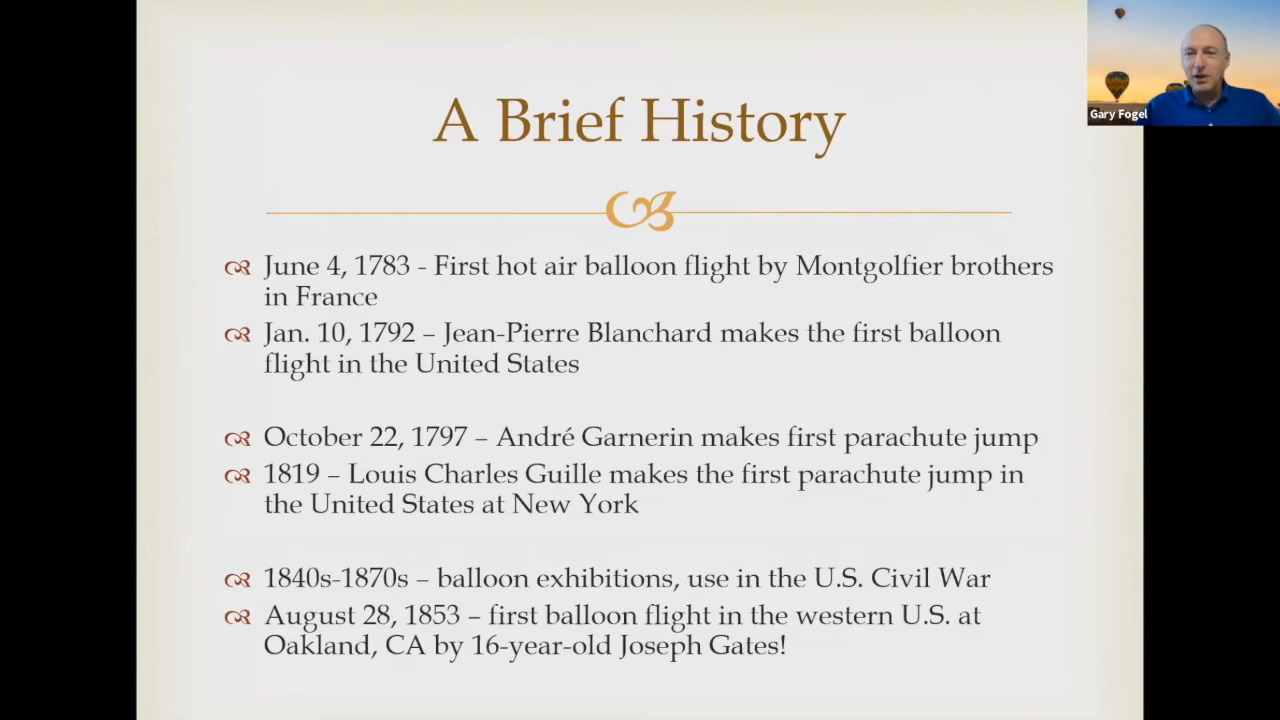 A Brief History
June 4, 1783 - First hot air balloon flight by Montgolfier brothers
in France
Jan. 10, 1792 – Jean-Pierre Blanchard makes the first balloon
flight in the United States
October 22, 1797 – André Garnerin makes first parachute jump
1819 – Louis Charles Guille makes the first parachute jump in
the United States at New York
1840s-1870s – balloon exhibitions, use in the U.S. Civil War
August 28, 1853 – first balloon flight in the western U.S. at
Oakland, CA by 16-year-old Joseph Gates!
Gary Fogel